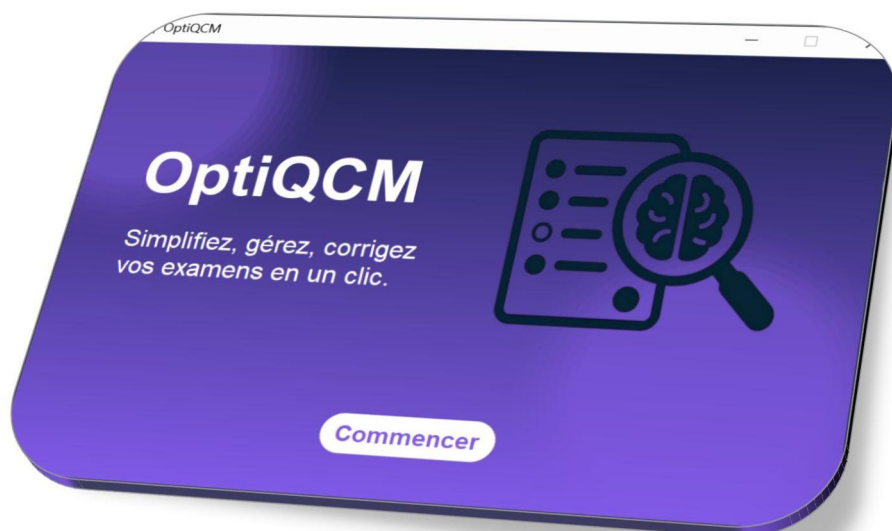 OptiQCM
OptiQCM
Simplifiez, gérez, corrigez
vos examens en un clic.
Commencer